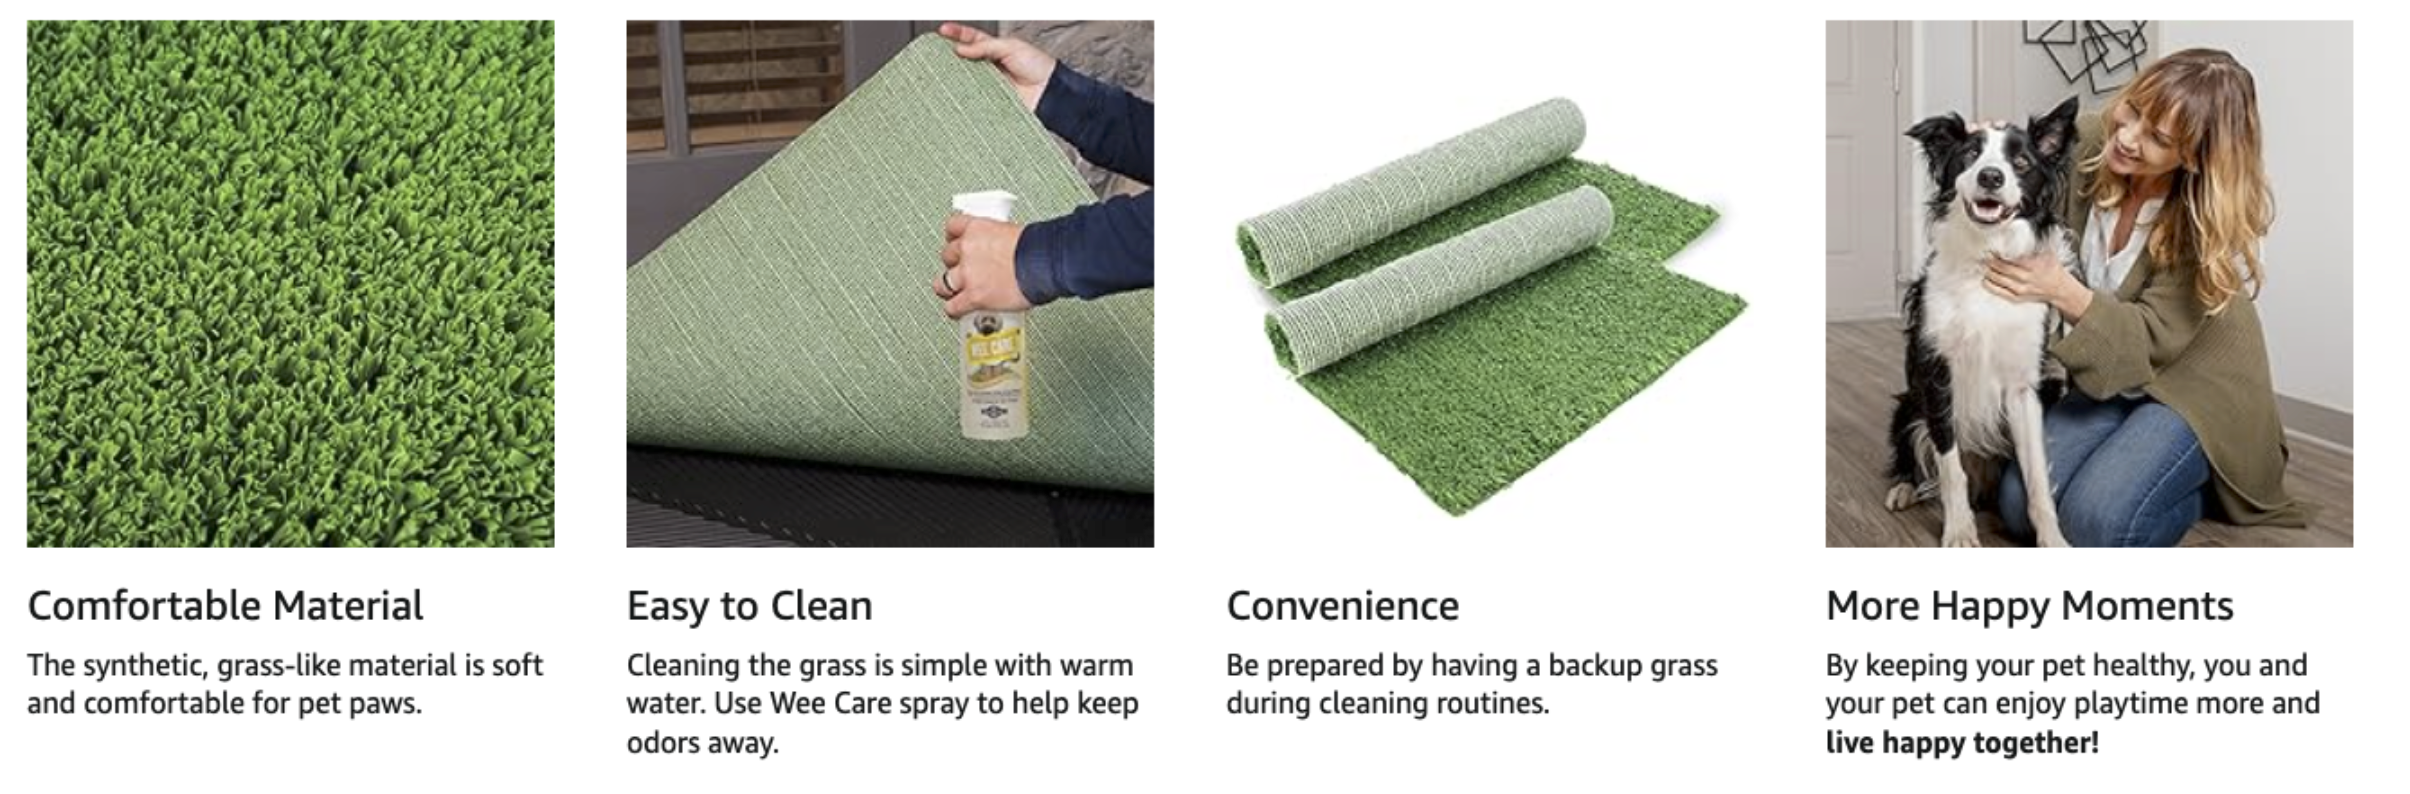 WEE CARE
Comfortable Material
The synthetic, grass-like material is soft
and comfortable for pet paws.
Easy to Clean
Cleaning the grass is simple with warm
water. Use Wee Care spray to help keep
odors away.
Convenience
Be prepared by having a backup grass
during cleaning routines.
More Happy Moments
By keeping your pet healthy, you and
your pet can enjoy playtime more and
live happy together!